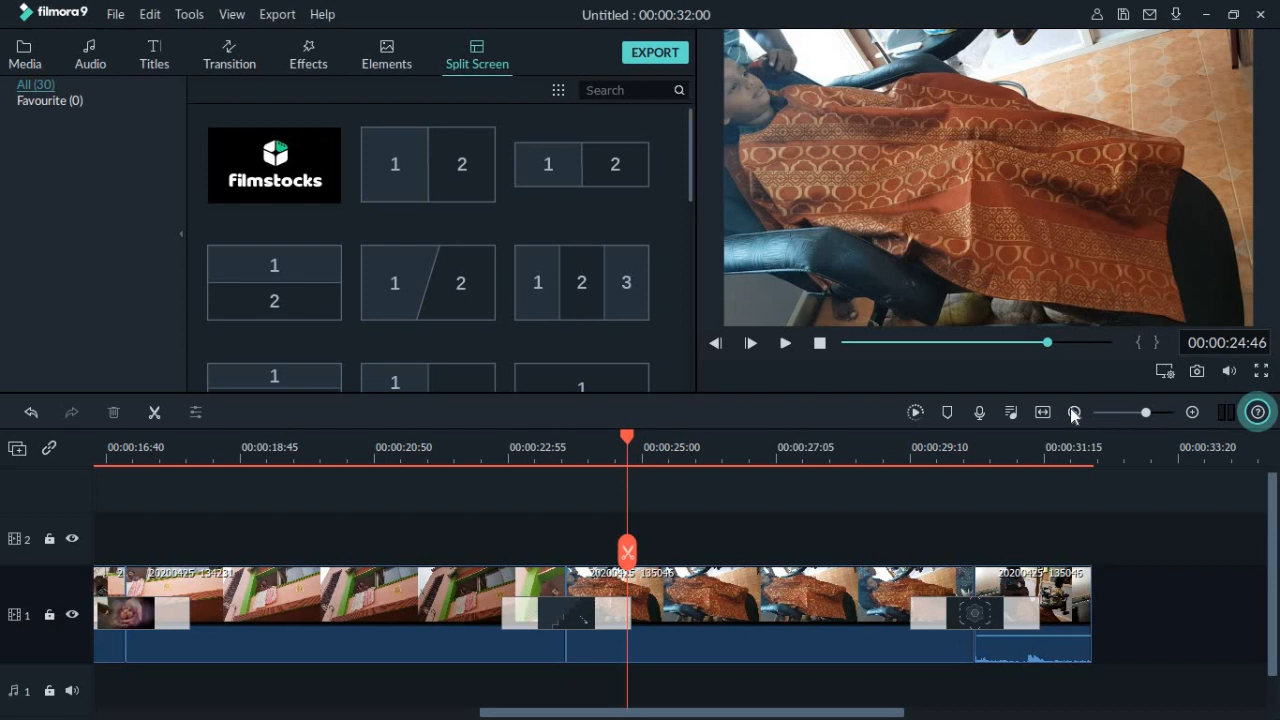 filmora9 File Edit Tools View Export Help Untitled : 00:00:32:00
Media Audio Titles Transition Effects Elements Split Screen EXPORT
All (30)
Favourite (0)
Search
filmstocks
1 2
1 2
1
2
1 2
1 2 3
1
1
1
00:00:24:46
00:00:16:40 00:00:18:45 00:00:20:50 00:00:22:55 00:00:25:00 00:00:27:05 00:00:29:10 00:00:31:15 00:00:33:20
2
2 20200425_134231 20200425_135046 20200425_135046
1
1